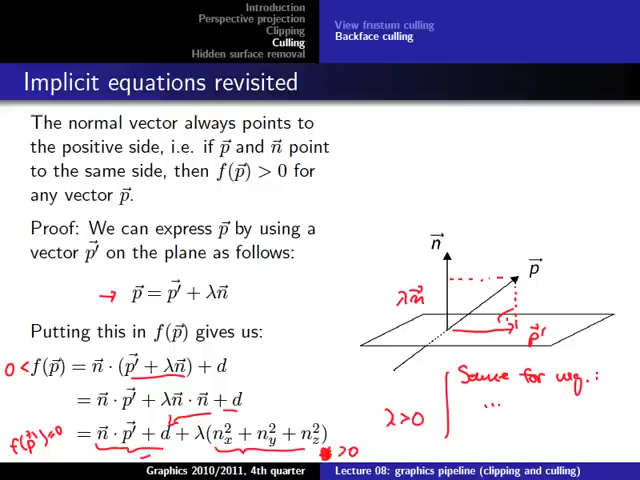 Introduction
Perspective projection
Clipping
Culling
Hidden surface removal
View frustum culling
Backface culling
Implicit equations revisited
The normal vector always points to
the positive side, i.e. if p⃗ and n⃗ point
to the same side, then f(p⃗) > 0 for
any vector p⃗.
Proof: We can express p⃗ by using a
vector p⃗′ on the plane as follows:
→ p⃗ = p⃗′ + λn⃗
Putting this in f(p⃗) gives us:
0 < f(p⃗) = n⃗ · (p⃗′ + λn⃗) + d
= n⃗ · p⃗′ + λn⃗ · n⃗ + d
f(p⃗′)=0 = n⃗ · p⃗′ + d + λ(n²ₓ + n²ᵧ + n²_z) >0
n⃗
p⃗
λn⃗
p⃗′
Same for neg.:
...
λ>0
Graphics 2010/2011, 4th quarter
Lecture 08: graphics pipeline (clipping and culling)